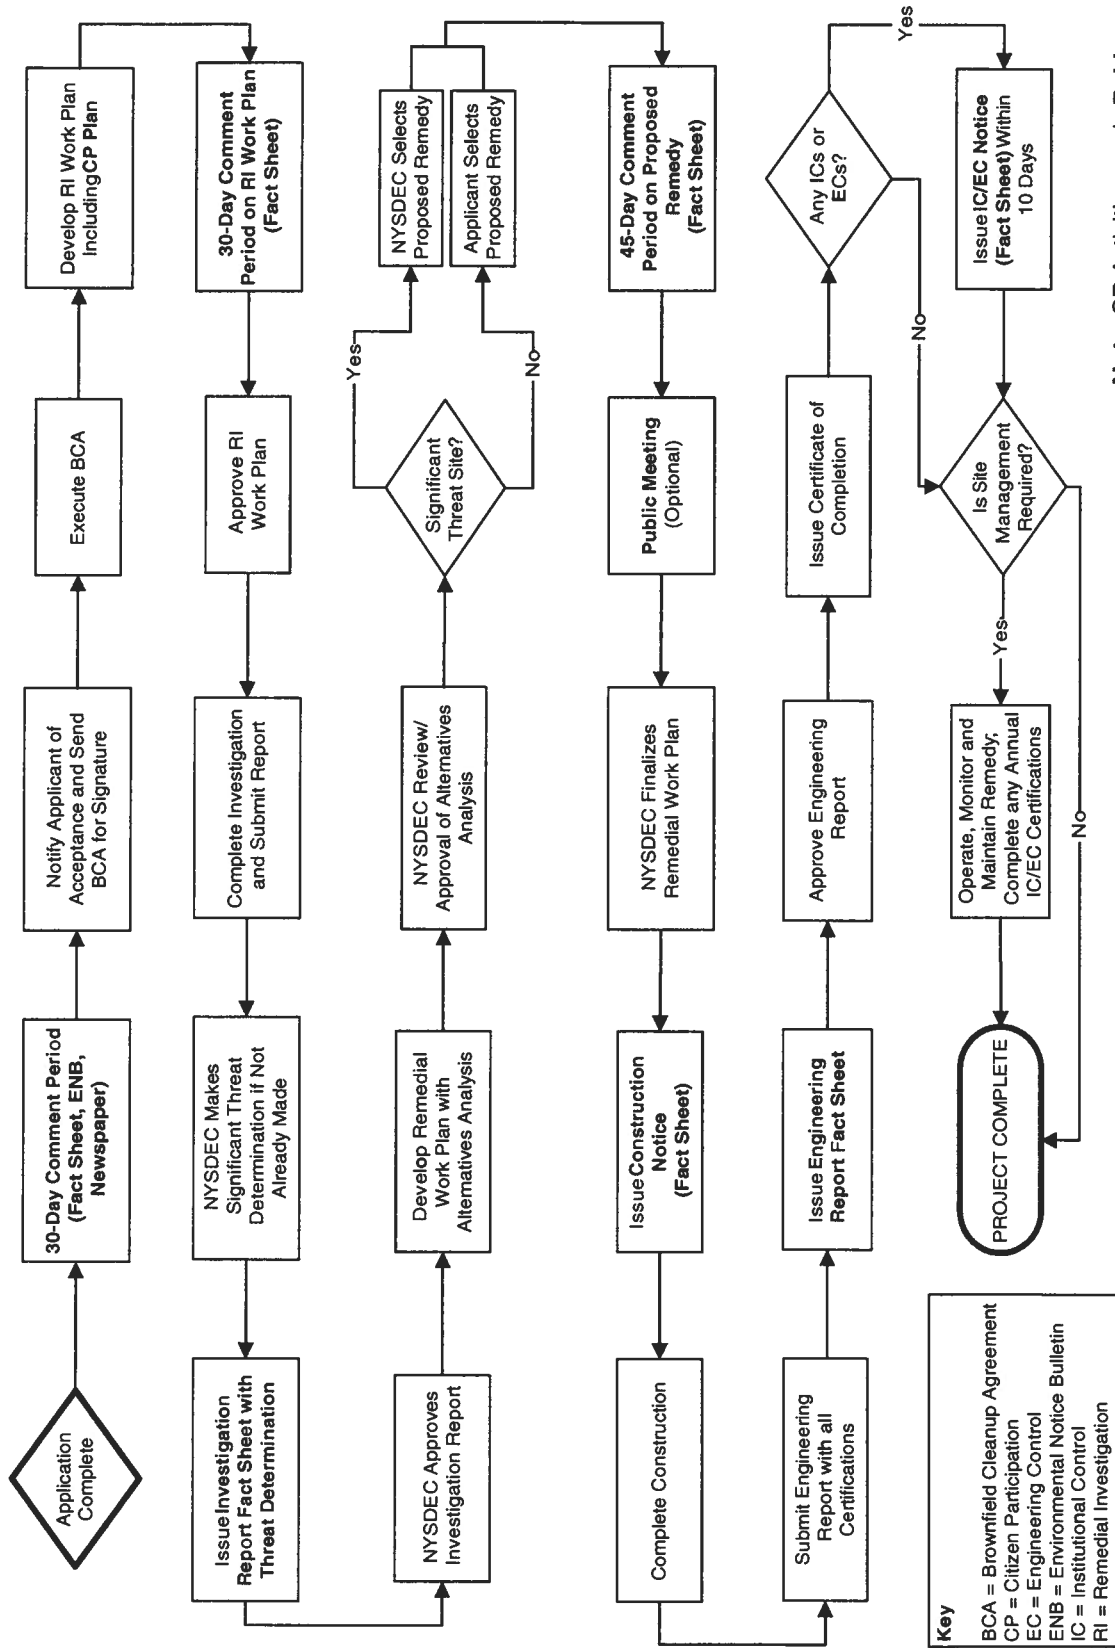 Application
Complete
30-Day Comment Period
(Fact Sheet, ENB,
Newspaper)
Notify Applicant of
Acceptance and Send
BCA for Signature
Execute BCA
Develop RI Work Plan
Including CP Plan
30-Day Comment
Period on RI Work Plan
(Fact Sheet)
Approve RI
Work Plan
Complete Investigation
and Submit Report
NYSDEC Makes
Significant Threat
Determination if Not
Already Made
Issue Investigation
Report Fact Sheet with
Threat Determination
NYSDEC Approves
Investigation Report
Develop Remedial
Work Plan with
Alternatives Analysis
NYSDEC Review/
Approval of Alternatives
Analysis
Significant
Threat Site?
Yes
No
NYSDEC Selects
Proposed Remedy
Applicant Selects
Proposed Remedy
45-Day Comment
Period on Proposed
Remedy
(Fact Sheet)
Public Meeting
(Optional)
NYSDEC Finalizes
Remedial Work Plan
Issue Construction
Notice
(Fact Sheet)
Complete Construction
Submit Engineering
Report with all
Certifications
Issue Engineering
Report Fact Sheet
Approve Engineering
Report
Issue Certificate of
Completion
Any ICs or
ECs?
Yes
No
Issue IC/EC Notice
(Fact Sheet) Within
10 Days
Is Site
Management
Required?
Yes
No
Operate, Monitor and
Maintain Remedy;
Complete any Annual
IC/EC Certifications
PROJECT COMPLETE
Key
BCA = Brownfield Cleanup Agreement
CP = Citizen Participation
EC = Engineering Control
ENB = Environmental Notice Bulletin
IC = Institutional Control
RI = Remedial Investigation